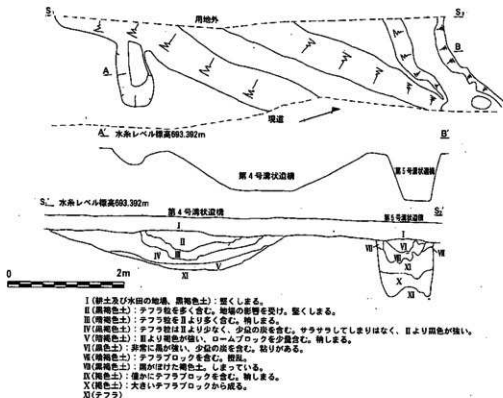 S 用地外 S
A
B
現道
A' 水糸レベル標高693.392m B'
第4号溝状遺構
第5号溝状遺構
S' 水糸レベル標高693.392m S'
第4号溝状遺構 第5号溝状遺構
I I
II VI
III VII VIII VII
IV V XI
XI X
XI
0 2m
I(耕土及び水田の地場、黒褐色土):堅くしまる。
II(黒褐色土):テフラ粒を多く含む。地場の影響を受け、堅くしまる。
III(暗褐色土):テフラ粒をIIより多く含む。稍しまる。
IV(黒褐色土):テフラ粒はIIより少なく、少量の炭を含む。サラサラしてしまりはなく、IIより黒色が強い。
V(暗褐色土):IIより褐色が強い、ロームブロックを少量含む。稍しまる。
VI(黒色土):非常に黒が強い、少量の炭を含む。粘りがある。
VII(暗褐色土):テフラブロックを含む。攪乱
VIII(黒褐色土):黒がぼけた褐色土。しまっている。
IX(褐色土):僅かにテフラブロックを含む。稍しまる。
X(褐色土):大きいテフラブロックから成る。
XI(テフラ)